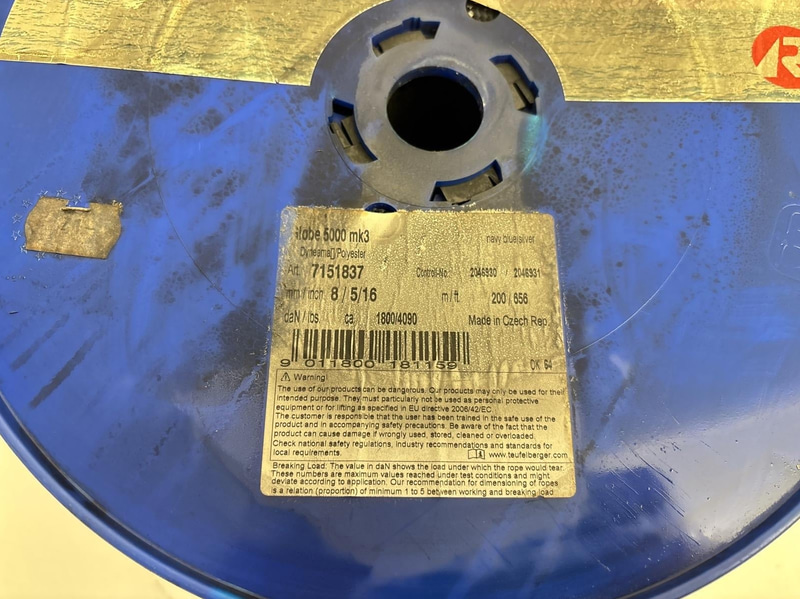 Globe 5000 mk3 navy blue/silver
Dyneema▯/Polyester
Art. 7151837 Control-No.: 2046930 / 2046931
mm / inch 8 / 5/16 m / ft. 200 / 656
daN / lbs. ca. 1800/4090 Made in Czech Rep.
9 011800 181159
CK 64
⚠ Warning!
The use of our products can be dangerous. Our products may only be used for their
intended purpose. They must particularly not be used as personal protective
equipment or for lifting as specified in EU directive 2006/42/EC
The customer is responsible that the user has been trained in the safe use of the
product and in accompanying safety precautions. Be aware of the fact that the
product can cause damage if wrongly used, stored, cleaned or overloaded.
Check national safety regulations, industry recommendations and standards for
local requirements. www.teufelberger.com
Breaking Load: The value in daN shows the load under which the rope would tear.
These numbers are maximum values reached under test conditions and might
deviate according to application. Our recommendation for dimensioning of ropes
is a relation (proportion) of minimum 1 to 5 between working and breaking load